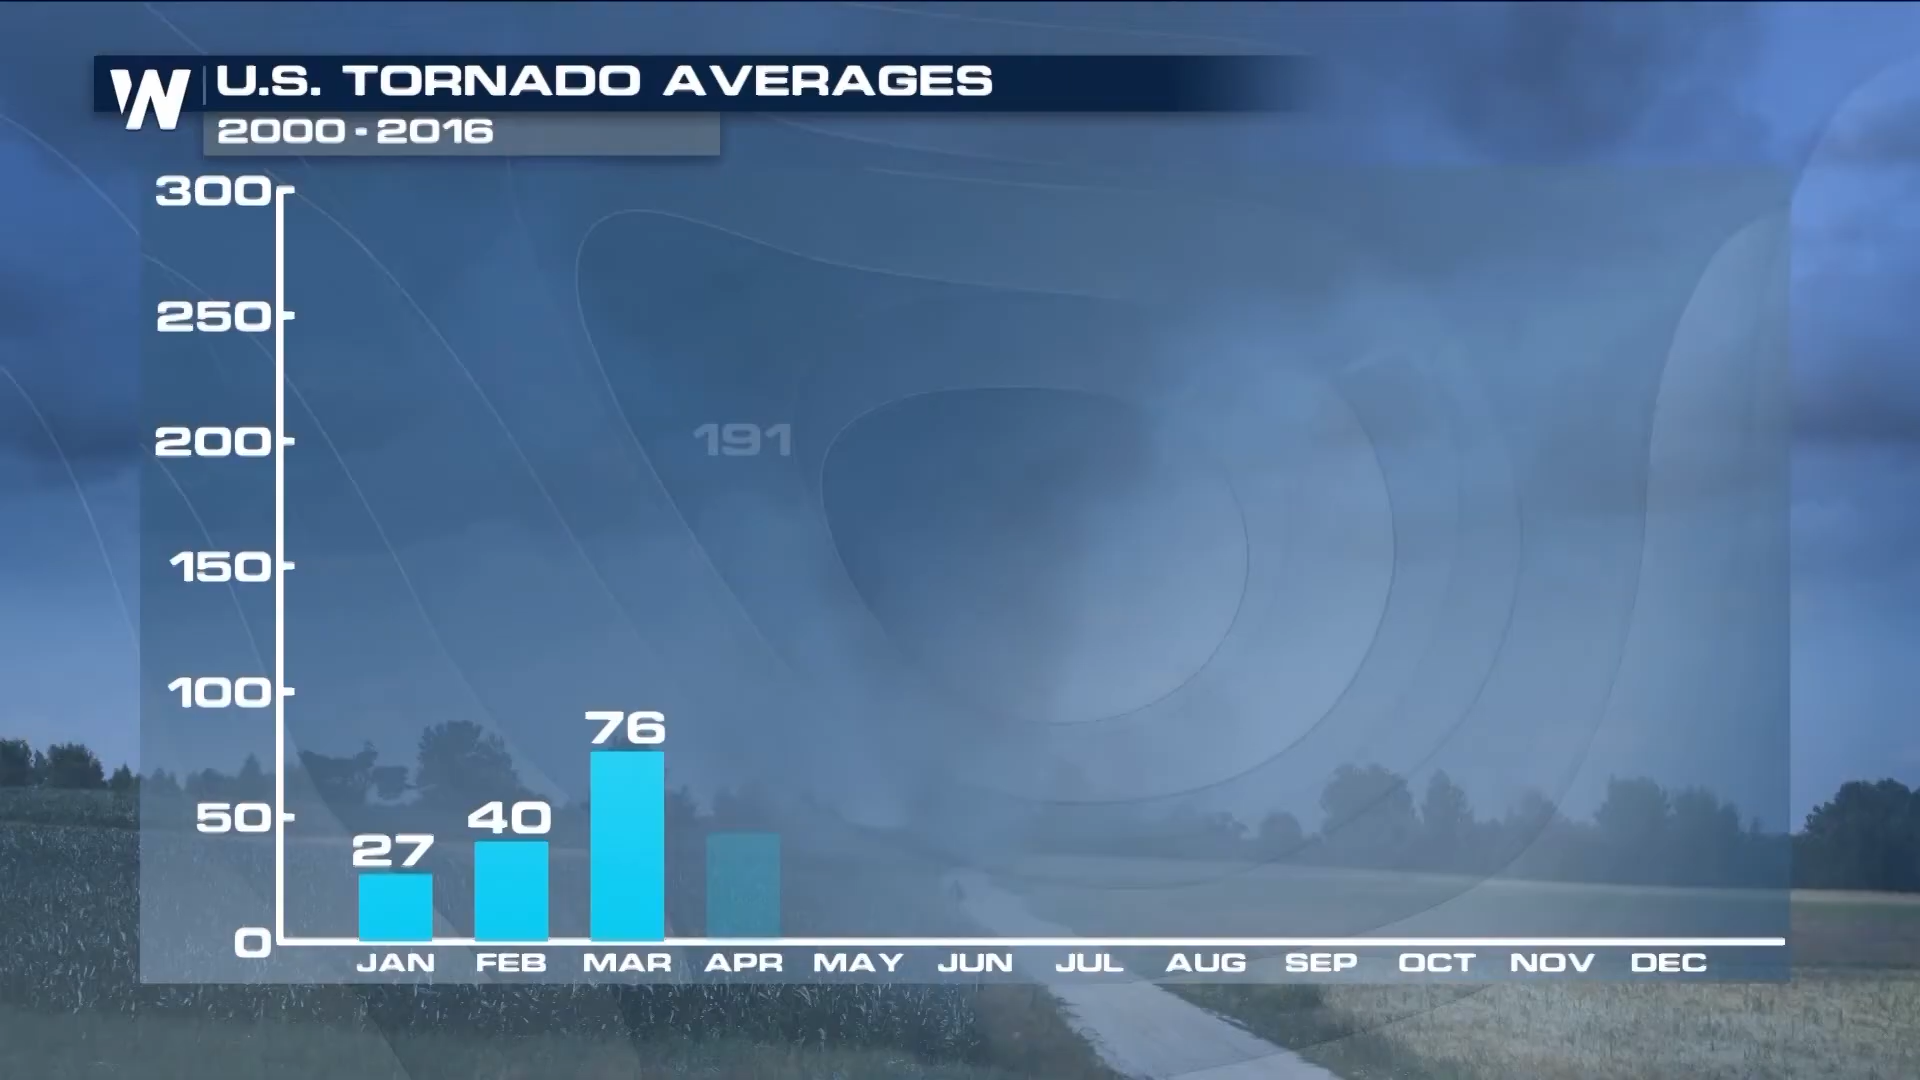 W
U.S. TORNADO AVERAGES
2000 - 2016
300
250
200
150
100
50
0
191
76
40
27
JAN FEB MAR APR MAY JUN JUL AUG SEP OCT NOV DEC